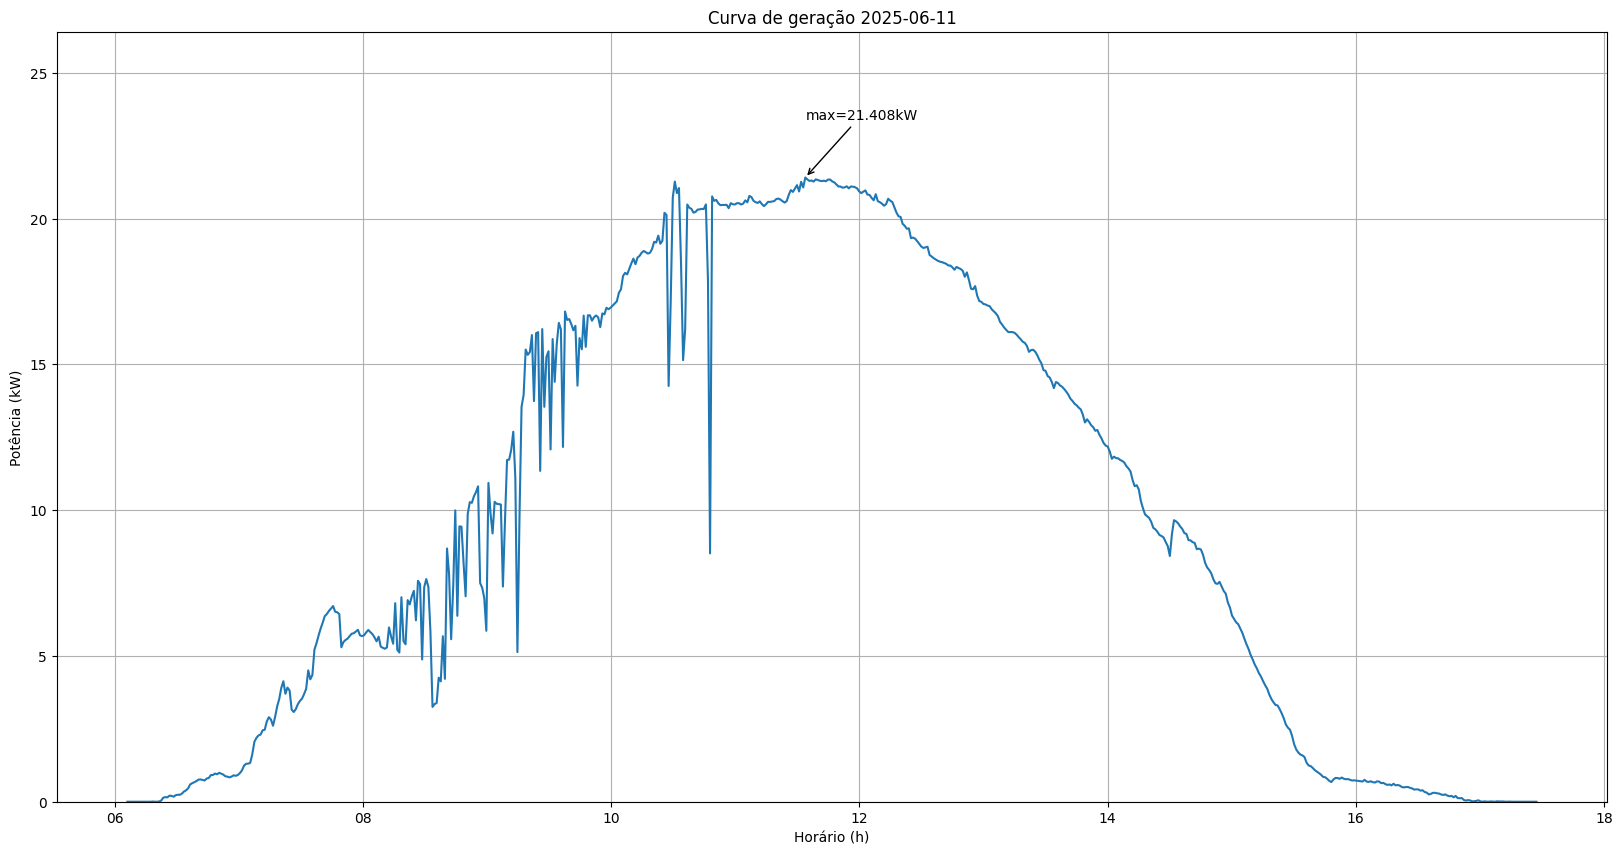 Curva de geração 2025-06-11
25
max=21.408kW
20
15
Potência (kW)
10
5
0
06 08 10 12 14 16 18
Horário (h)